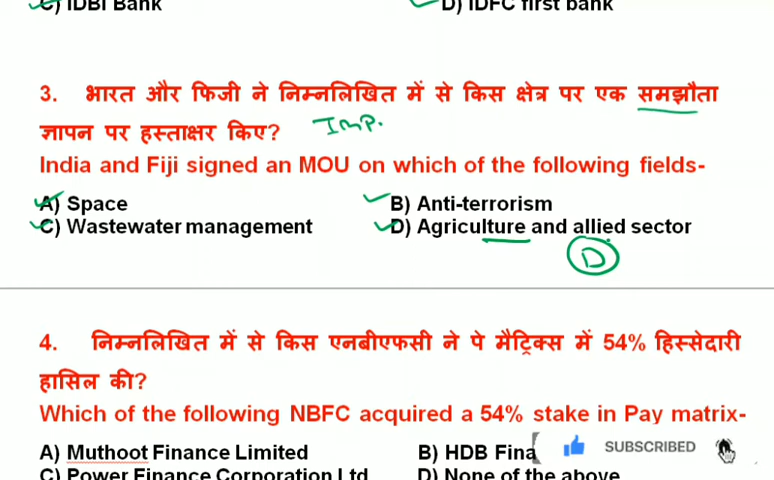 C) IDBI Bank D) IDFC first bank
3. भारत और फिजी ने निम्नलिखित में से किस क्षेत्र पर एक समझौता
ज्ञापन पर हस्ताक्षर किए? Imp.
India and Fiji signed an MOU on which of the following fields-
A) Space B) Anti-terrorism
C) Wastewater management D) Agriculture and allied sector
D
4. निम्नलिखित में से किस एनबीएफसी ने पे मैट्रिक्स में 54% हिस्सेदारी
हासिल की?
Which of the following NBFC acquired a 54% stake in Pay matrix-
A) Muthoot Finance Limited B) HDB Fina
SUBSCRIBED
C) Power Finance Corporation Ltd D) None of the above